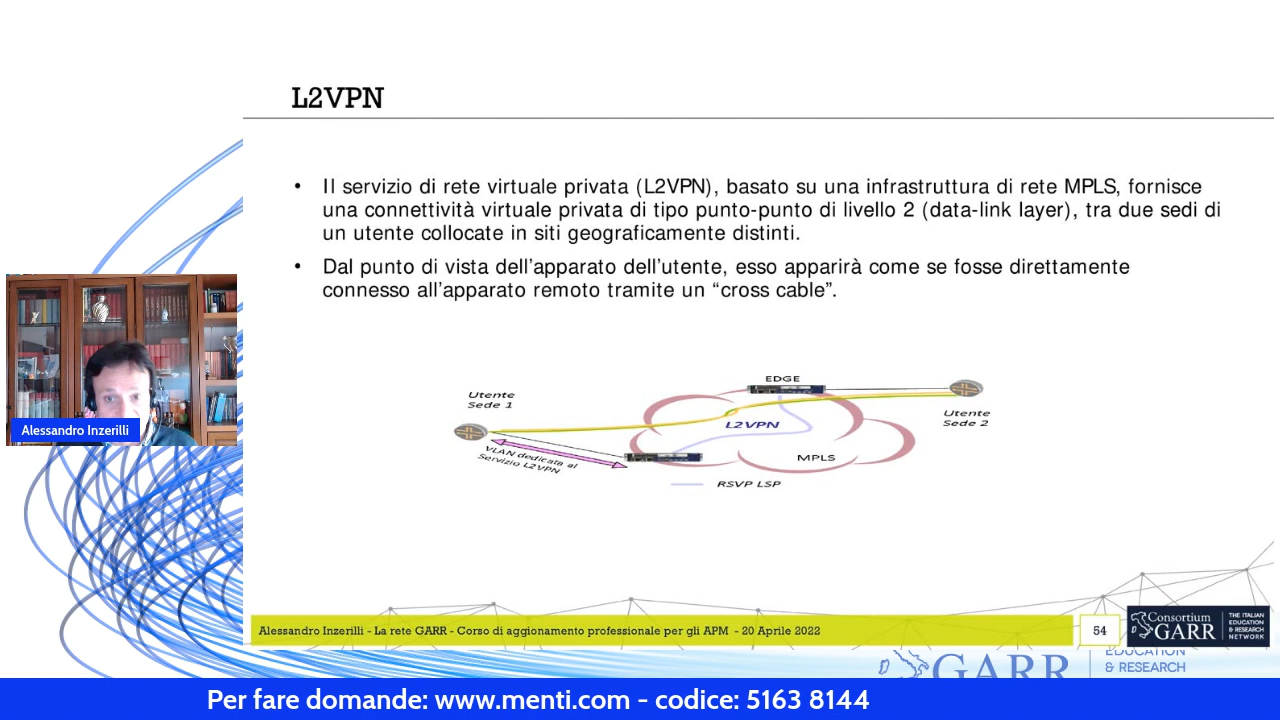 L2VPN
• Il servizio di rete virtuale privata (L2VPN), basato su una infrastruttura di rete MPLS, fornisce
una connettività virtuale privata di tipo punto-punto di livello 2 (data-link layer), tra due sedi di
un utente collocate in siti geograficamente distinti.
• Dal punto di vista dell'apparato dell'utente, esso apparirà come se fosse direttamente
connesso all'apparato remoto tramite un “cross cable”.
EDGE
Utente
Sede 1
Utente
Sede 2
L2VPN
VLAN dedicata al
Servizio L2VPN
MPLS
RSVP LSP
Alessandro Inzerilli
Alessandro Inzerilli - La rete GARR - Corso di aggionamento professionale per gli APM - 20 Aprile 2022
54
Consortium
GARR
THE ITALIAN
EDUCATION
& RESEARCH
NETWORK
GARR
EDUCATION
& RESEARCH
Per fare domande: www.menti.com - codice: 5163 8144